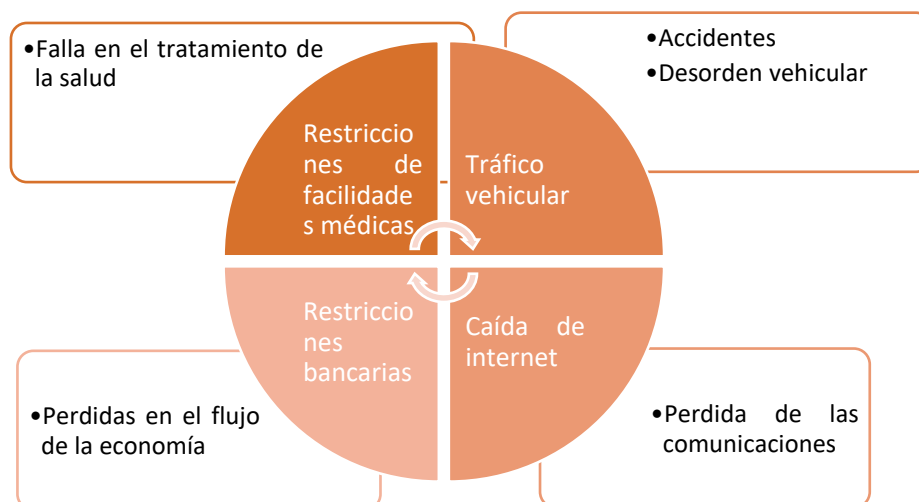 •Falla en el tratamiento de
la salud
•Accidentes
•Desorden vehicular
Restriccio
nes de
facilidade
s médicas
Tráfico
vehicular
Restriccio
nes
bancarias
Caída de
internet
•Perdidas en el flujo
de la economía
•Perdida de las
comunicaciones